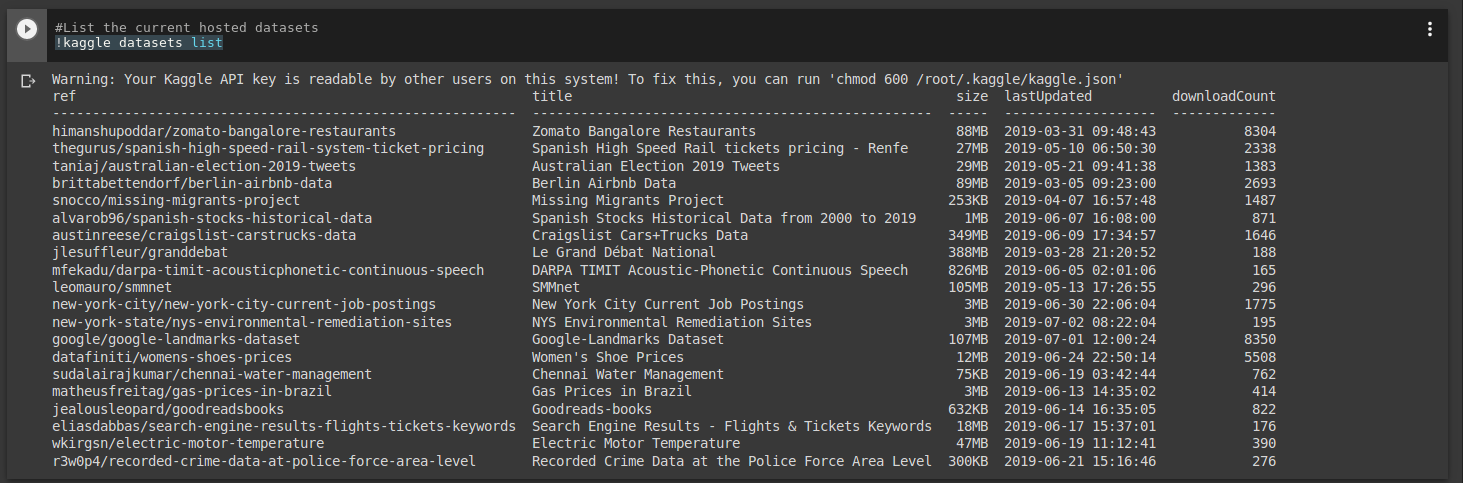 #List the current hosted datasets
!kaggle datasets list
Warning: Your Kaggle API key is readable by other users on this system! To fix this, you can run 'chmod 600 /root/.kaggle/kaggle.json'
ref title size lastUpdated downloadCount
--------------------------------------------------------- -------------------------------------------------- ----- ------------------- -------------
himanshupoddar/zomato-bangalore-restaurants Zomato Bangalore Restaurants 88MB 2019-03-31 09:48:43 8304
thegurus/spanish-high-speed-rail-system-ticket-pricing Spanish High Speed Rail tickets pricing - Renfe 27MB 2019-05-10 06:50:30 2338
taniaj/australian-election-2019-tweets Australian Election 2019 Tweets 29MB 2019-05-21 09:41:38 1383
brittabettendorf/berlin-airbnb-data Berlin Airbnb Data 89MB 2019-03-05 09:23:00 2693
snocco/missing-migrants-project Missing Migrants Project 253KB 2019-04-07 16:57:48 1487
alvarob96/spanish-stocks-historical-data Spanish Stocks Historical Data from 2000 to 2019 1MB 2019-06-07 16:08:00 871
austinreese/craigslist-carstrucks-data Craigslist Cars+Trucks Data 349MB 2019-06-09 17:34:57 1646
jlesuffleur/granddebat Le Grand Débat National 388MB 2019-03-28 21:20:52 188
mfekadu/darpa-timit-acousticphonetic-continuous-speech DARPA TIMIT Acoustic-Phonetic Continuous Speech 826MB 2019-06-05 02:01:06 165
leomauro/smmnet SMMnet 105MB 2019-05-13 17:26:55 296
new-york-city/new-york-city-current-job-postings New York City Current Job Postings 3MB 2019-06-30 22:06:04 1775
new-york-state/nys-environmental-remediation-sites NYS Environmental Remediation Sites 3MB 2019-07-02 08:22:04 195
google/google-landmarks-dataset Google-Landmarks Dataset 107MB 2019-07-01 12:00:24 8350
datafiniti/womens-shoes-prices Women's Shoe Prices 12MB 2019-06-24 22:50:14 5508
sudalairajkumar/chennai-water-management Chennai Water Management 75KB 2019-06-19 03:42:44 762
matheusfreitag/gas-prices-in-brazil Gas Prices in Brazil 3MB 2019-06-13 14:35:02 414
jealousleopard/goodreadsbooks Goodreads-books 632KB 2019-06-14 16:35:05 822
eliasdabbas/search-engine-results-flights-tickets-keywords Search Engine Results - Flights & Tickets Keywords 18MB 2019-06-17 15:37:01 176
wkirgsn/electric-motor-temperature Electric Motor Temperature 47MB 2019-06-19 11:12:41 390
r3w0p4/recorded-crime-data-at-police-force-area-level Recorded Crime Data at the Police Force Area Level 300KB 2019-06-21 15:16:46 276